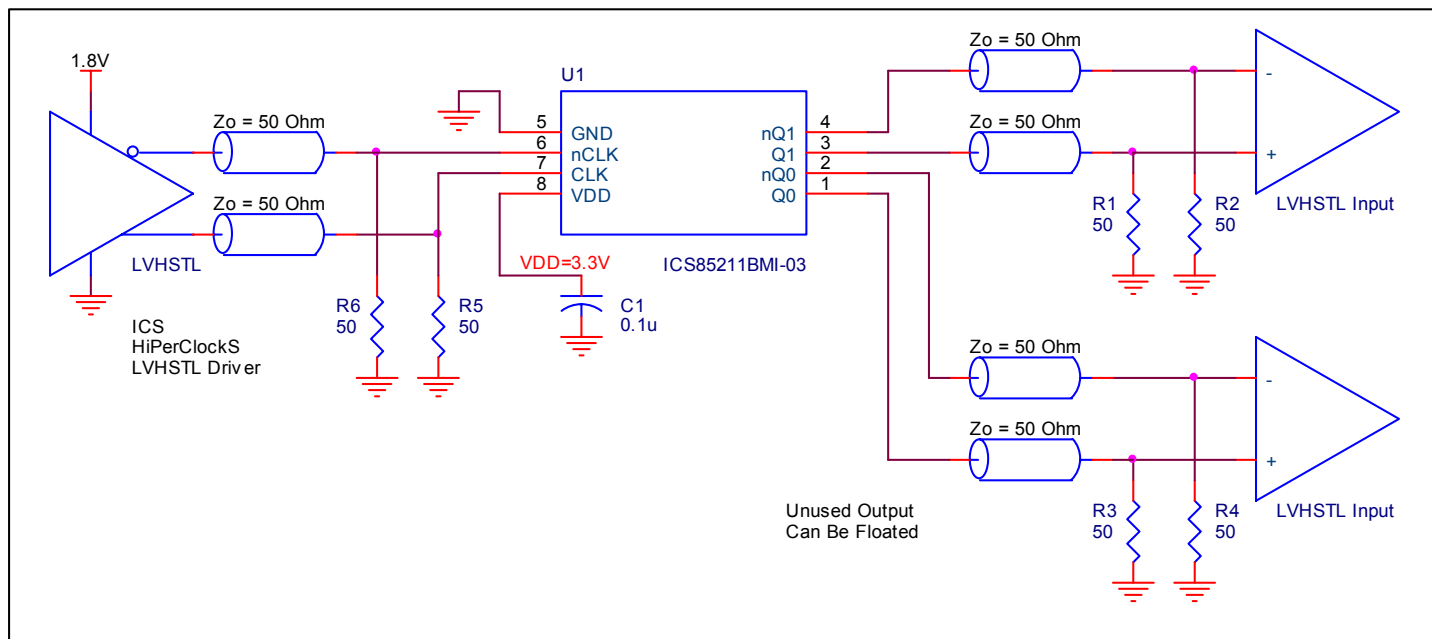 1.8V
Zo = 50 Ohm
Zo = 50 Ohm
LVHSTL
ICS
HiPerClockS
LVHSTL Driver
R6
50
R5
50
U1
5
GND
6
nCLK
7
CLK
8
VDD
nQ1
4
Q1
3
nQ0
2
Q0
1
ICS85211BMI-03
VDD=3.3V
C1
0.1u
Zo = 50 Ohm
Zo = 50 Ohm
-
+
R1
50
R2
50
LVHSTL Input
Zo = 50 Ohm
Zo = 50 Ohm
-
+
R3
50
R4
50
LVHSTL Input
Unused Output
Can Be Floated